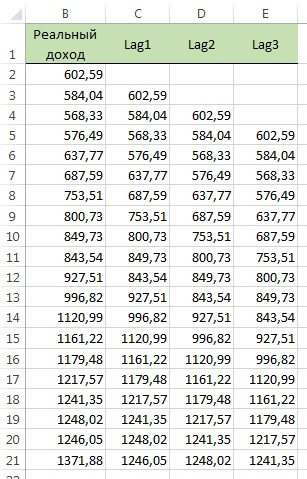 B C D E
1 Реальный доход Lag1 Lag2 Lag3
2 602,59
3 584,04 602,59
4 568,33 584,04 602,59
5 576,49 568,33 584,04 602,59
6 637,77 576,49 568,33 584,04
7 687,59 637,77 576,49 568,33
8 753,51 687,59 637,77 576,49
9 800,73 753,51 687,59 637,77
10 849,73 800,73 753,51 687,59
11 843,54 849,73 800,73 753,51
12 927,51 843,54 849,73 800,73
13 996,82 927,51 843,54 849,73
14 1120,99 996,82 927,51 843,54
15 1161,22 1120,99 996,82 927,51
16 1179,48 1161,22 1120,99 996,82
17 1217,57 1179,48 1161,22 1120,99
18 1241,35 1217,57 1179,48 1161,22
19 1248,02 1241,35 1217,57 1179,48
20 1246,05 1248,02 1241,35 1217,57
21 1371,88 1246,05 1248,02 1241,35